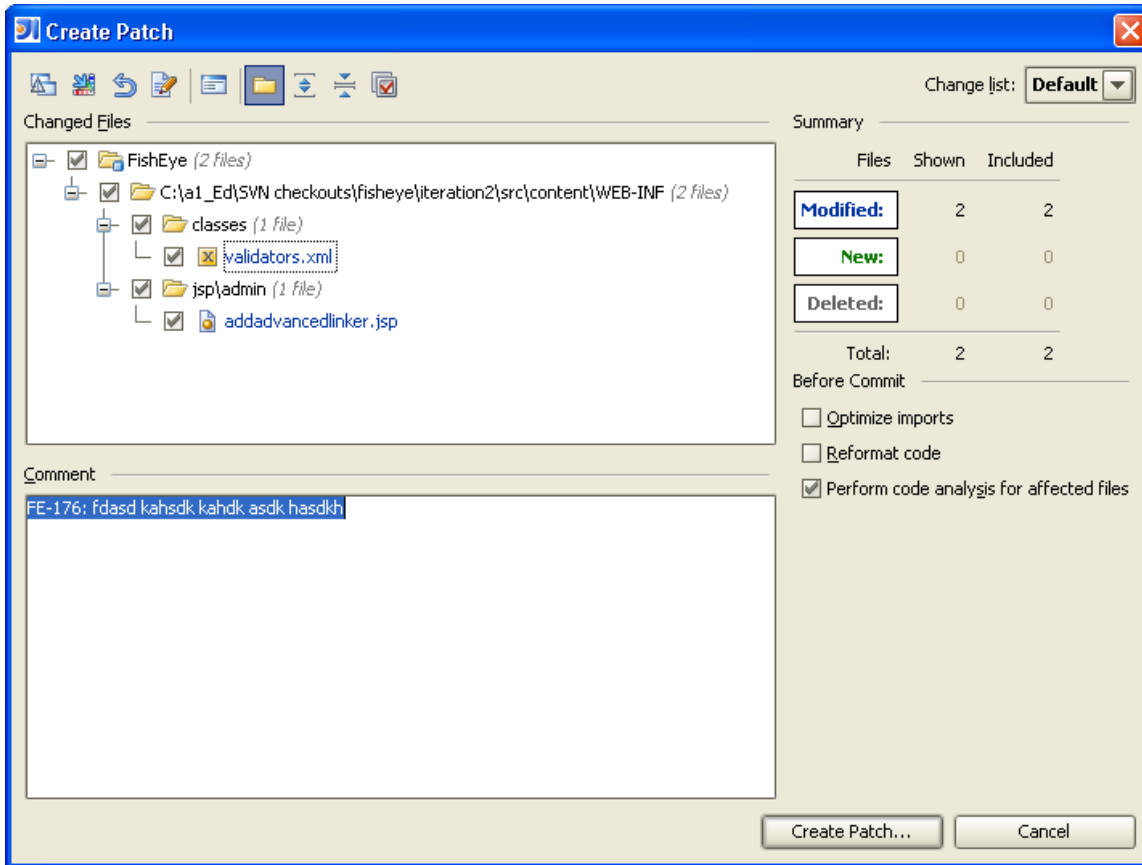 Create Patch
Change list: Default
Changed Files
FishEye (2 files)
C:\a1_Ed\SVN checkouts\fisheye\iteration2\src\content\WEB-INF (2 files)
classes (1 file)
validators.xml
jsp\admin (1 file)
addadvancedlinker.jsp
Summary
Files Shown Included
Modified: 2 2
New: 0 0
Deleted: 0 0
Total: 2 2
Before Commit
Optimize imports
Reformat code
Perform code analysis for affected files
Comment
FE-176: fdasd kahsdk kahdk asdk hasdkh
Create Patch... Cancel